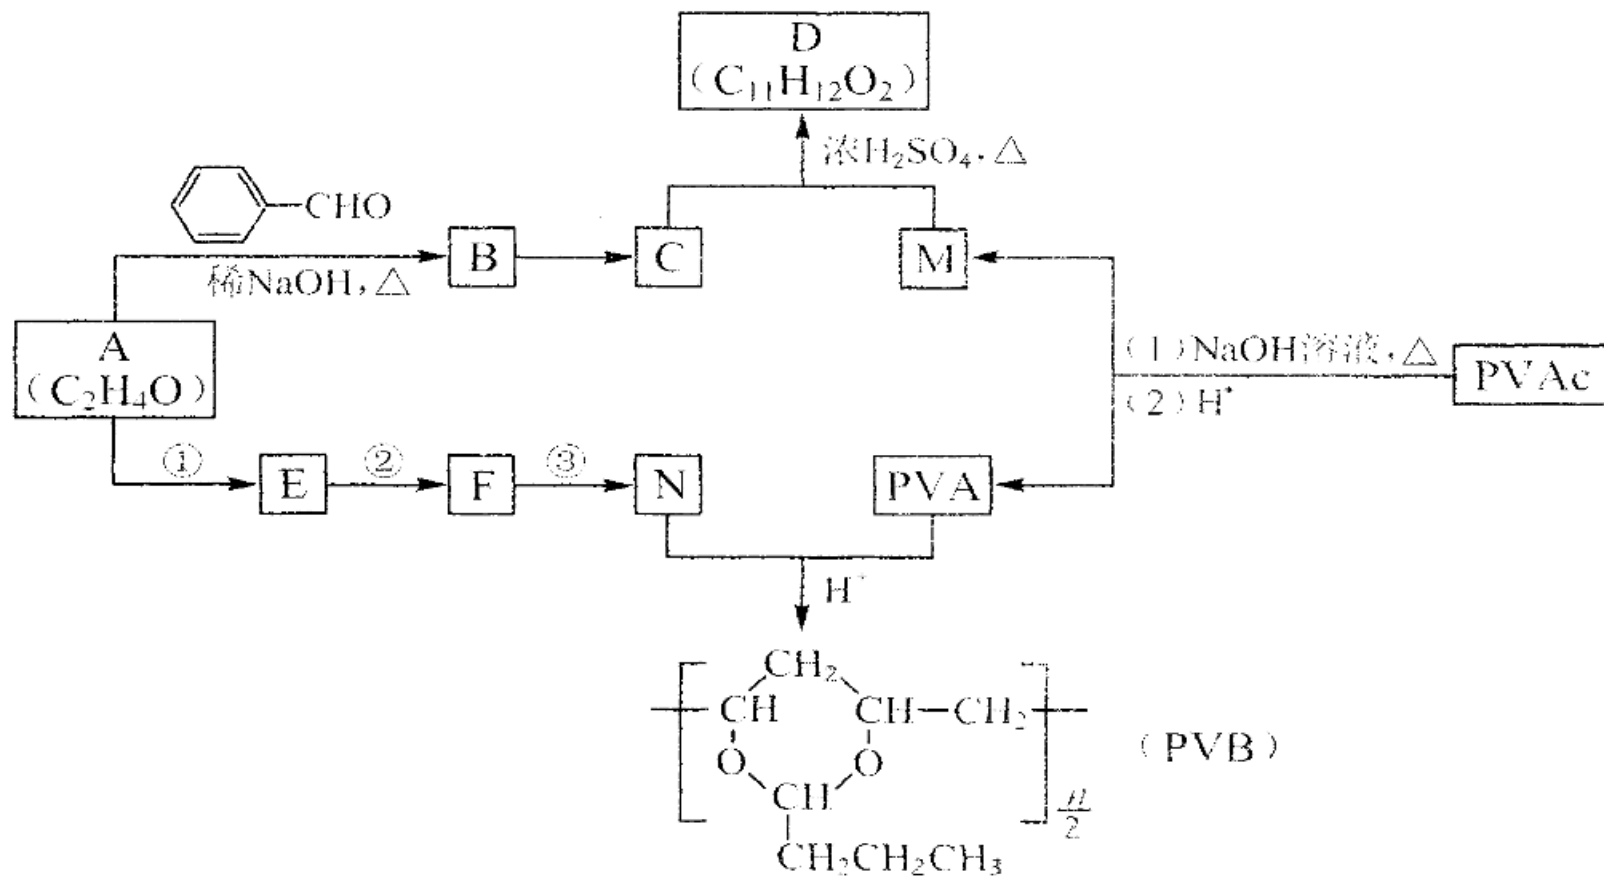 D
(C₁₁H₁₂O₂)
浓H₂SO₄,△
CHO
稀NaOH,△
B
C
M
A
(C₂H₄O)
(1)NaOH溶液,△
(2)H⁺
PVAc
①
E
②
F
③
N
PVA
H⁺
CH₂
CH
CH—CH₂
O
O
CH
CH₂CH₂CH₃
n/2
(PVB)